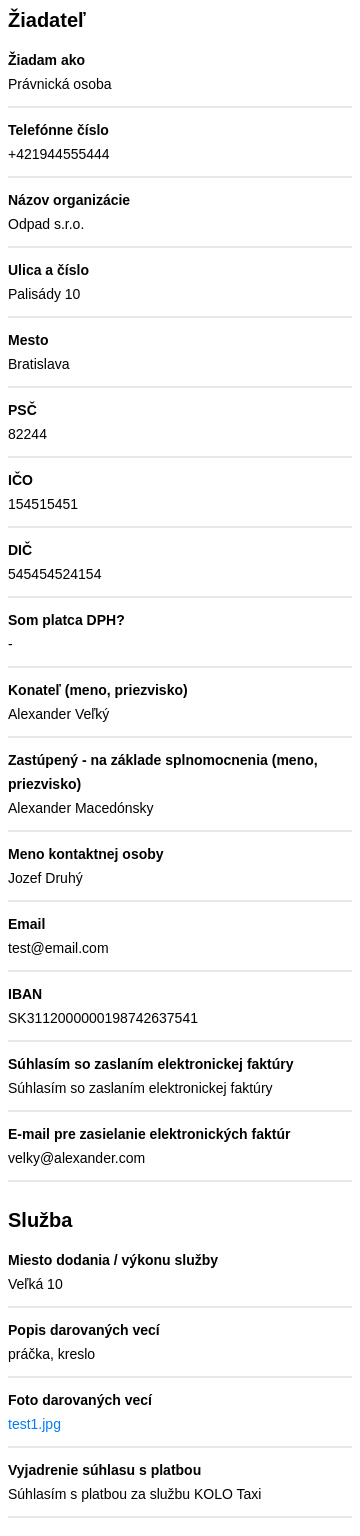 Žiadateľ
Žiadam ako
Právnická osoba
Telefónne číslo
+421944555444
Názov organizácie
Odpad s.r.o.
Ulica a číslo
Palisády 10
Mesto
Bratislava
PSČ
82244
IČO
154515451
DIČ
545454524154
Som platca DPH?
-
Konateľ (meno, priezvisko)
Alexander Veľký
Zastúpený - na základe splnomocnenia (meno,
priezvisko)
Alexander Macedónsky
Meno kontaktnej osoby
Jozef Druhý
Email
test@email.com
IBAN
SK3112000000198742637541
Súhlasím so zaslaním elektronickej faktúry
Súhlasím so zaslaním elektronickej faktúry
E-mail pre zasielanie elektronických faktúr
velky@alexander.com
Služba
Miesto dodania / výkonu služby
Veľká 10
Popis darovaných vecí
práčka, kreslo
Foto darovaných vecí
test1.jpg
Vyjadrenie súhlasu s platbou
Súhlasím s platbou za službu KOLO Taxi